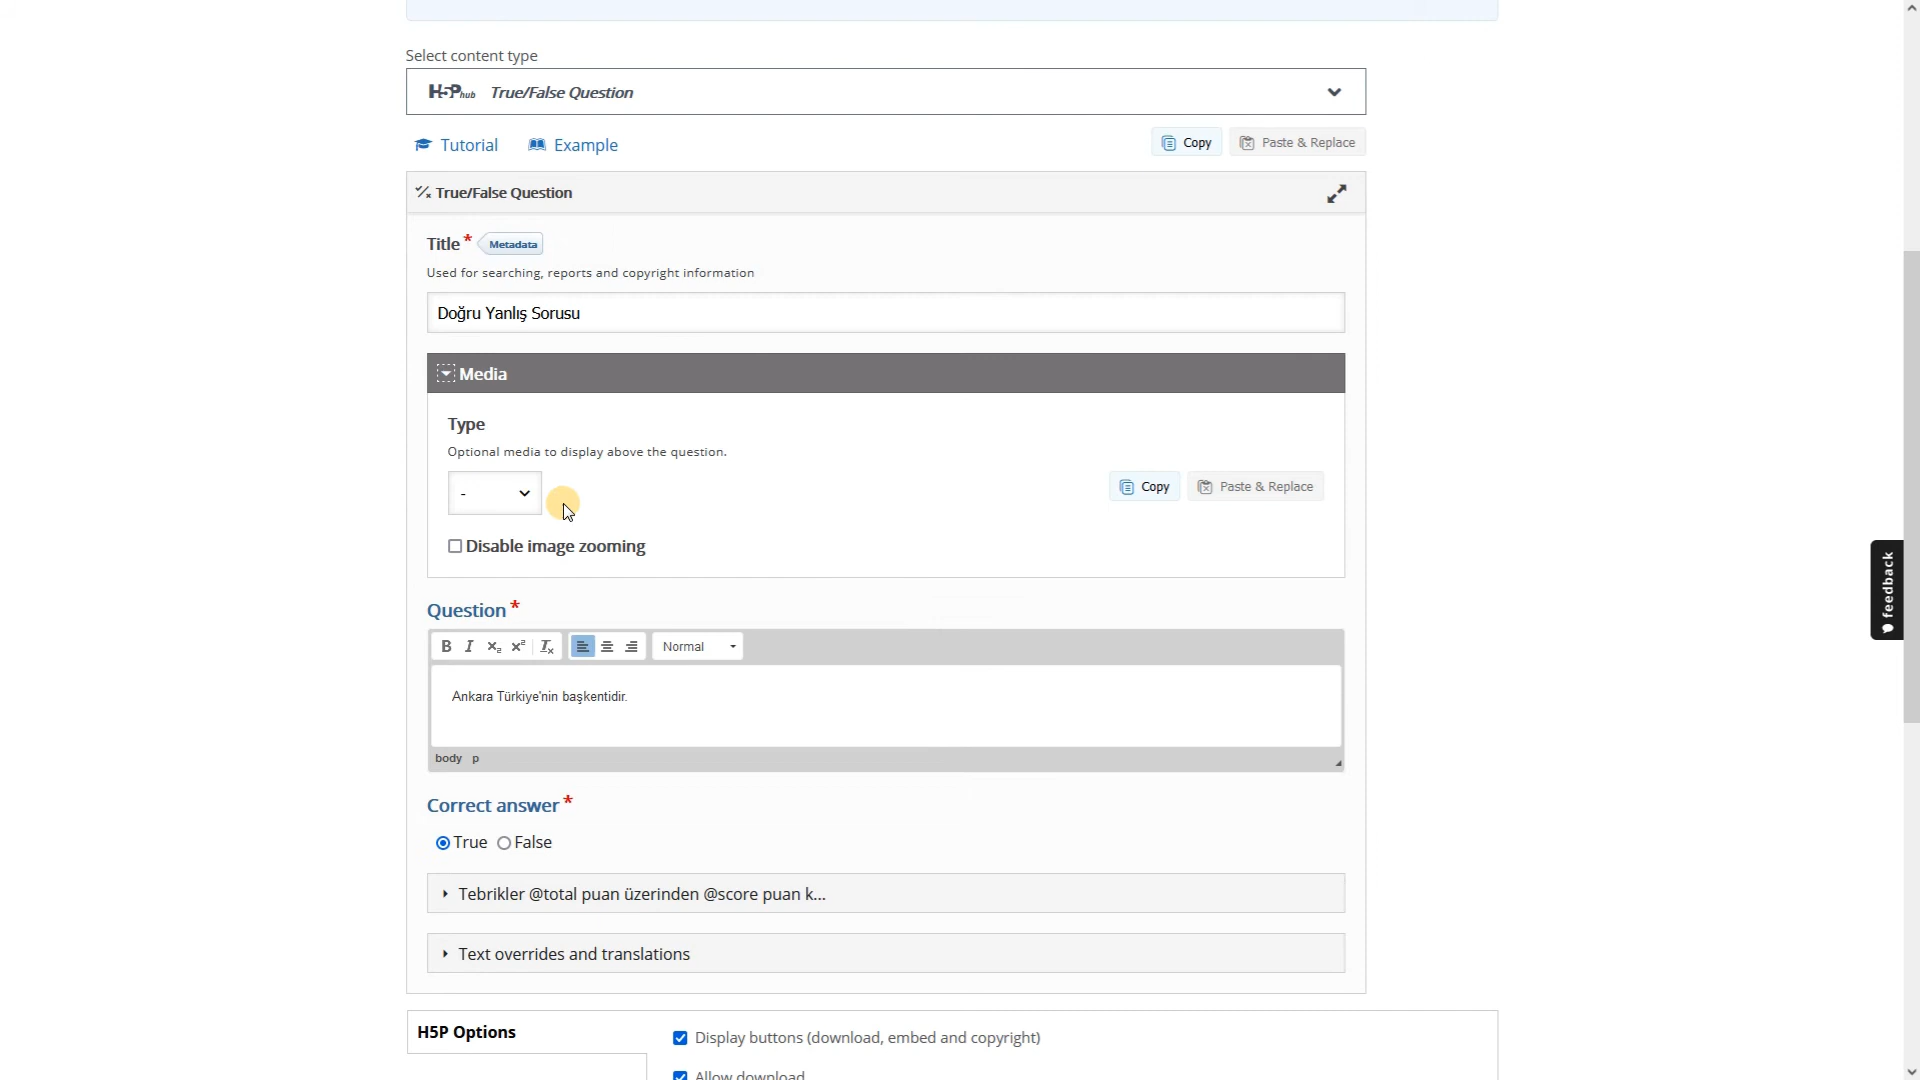 Select content type
H5P hub True/False Question
Tutorial Example Copy Paste & Replace
True/False Question
Title * Metadata
Used for searching, reports and copyright information
Doğru Yanlış Sorusu
Media
Type
Optional media to display above the question.
- Copy Paste & Replace
Disable image zooming
Question *
B I x₂ x² Tx Normal
Ankara Türkiye'nin başkentidir.
body p
Correct answer *
True False
Tebrikler @total puan üzerinden @score puan k...
Text overrides and translations
H5P Options
Display buttons (download, embed and copyright)
Allow download
feedback